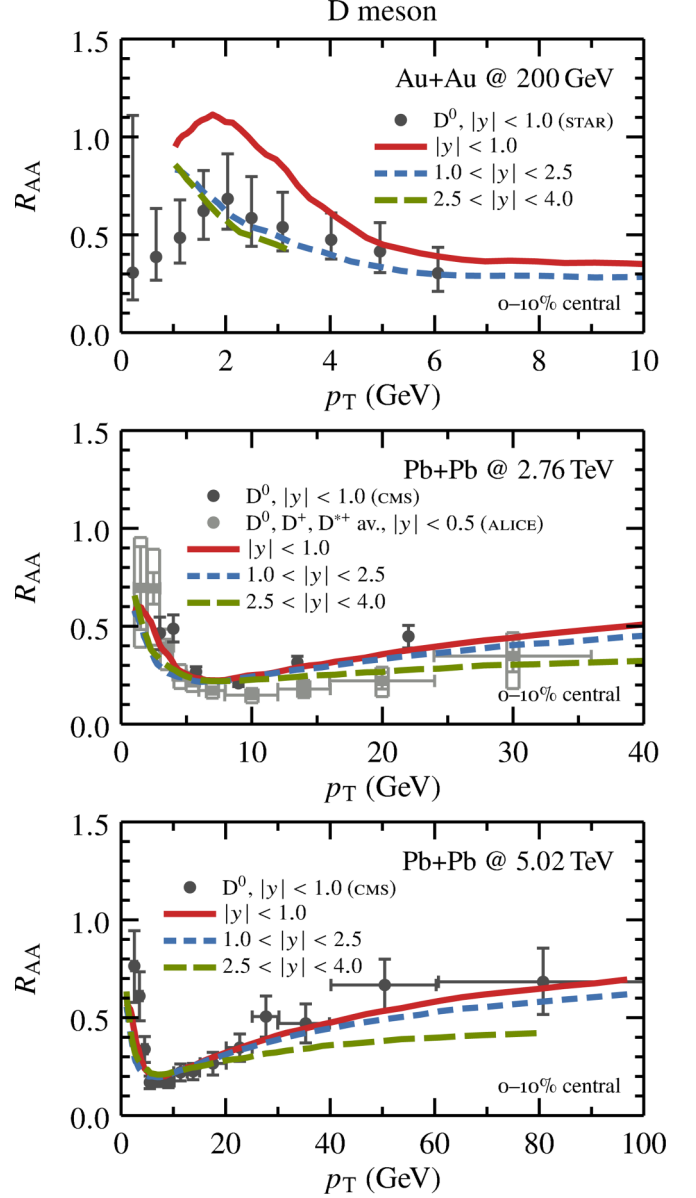 D meson
1.5
Au+Au @ 200 GeV
D⁰, |y| < 1.0 (STAR)
|y| < 1.0
1.0 < |y| < 2.5
2.5 < |y| < 4.0
1.0
R_AA
0.5
0–10% central
0.0
0 2 4 6 8 10
p_T (GeV)
1.5
Pb+Pb @ 2.76 TeV
D⁰, |y| < 1.0 (CMS)
D⁰, D⁺, D*⁺ av., |y| < 0.5 (ALICE)
|y| < 1.0
1.0 < |y| < 2.5
2.5 < |y| < 4.0
1.0
R_AA
0.5
0–10% central
0.0
0 10 20 30 40
p_T (GeV)
1.5
Pb+Pb @ 5.02 TeV
D⁰, |y| < 1.0 (CMS)
|y| < 1.0
1.0 < |y| < 2.5
2.5 < |y| < 4.0
1.0
R_AA
0.5
0–10% central
0.0
0 20 40 60 80 100
p_T (GeV)